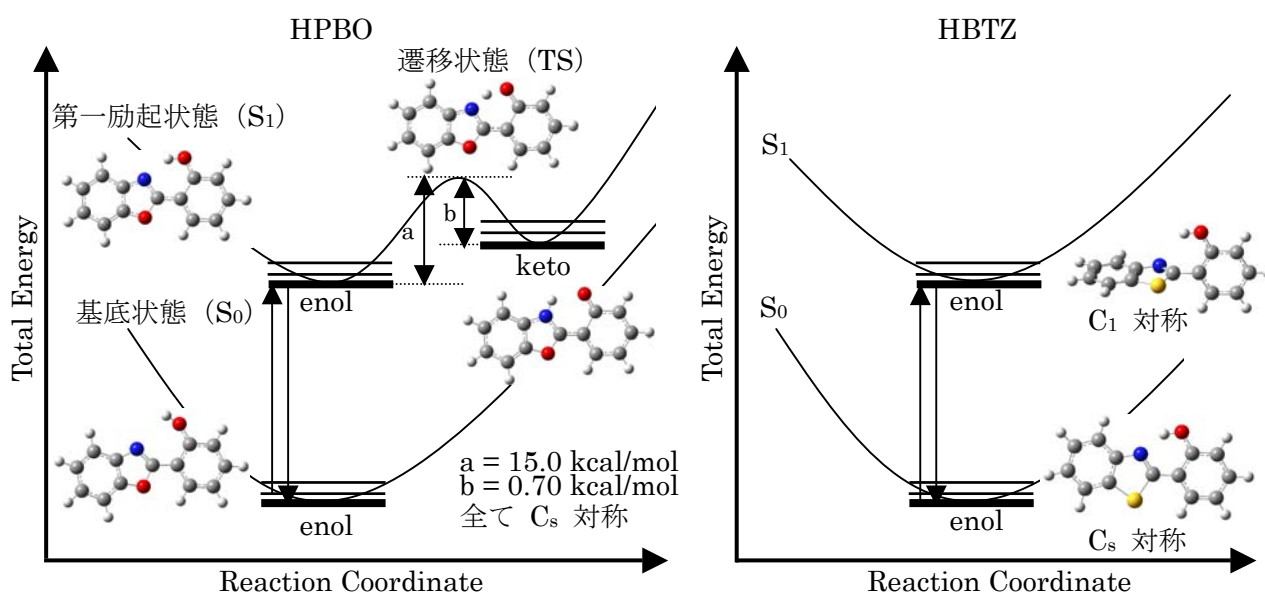 HPBO
遷移状態 (TS)
第一励起状態 (S₁)
a
b
keto
enol
基底状態 (S₀)
a = 15.0 kcal/mol
b = 0.70 kcal/mol
全て Cₛ 対称
enol
Total Energy
Reaction Coordinate
HBTZ
S₁
enol
C₁ 対称
S₀
Cₛ 対称
enol
Total Energy
Reaction Coordinate